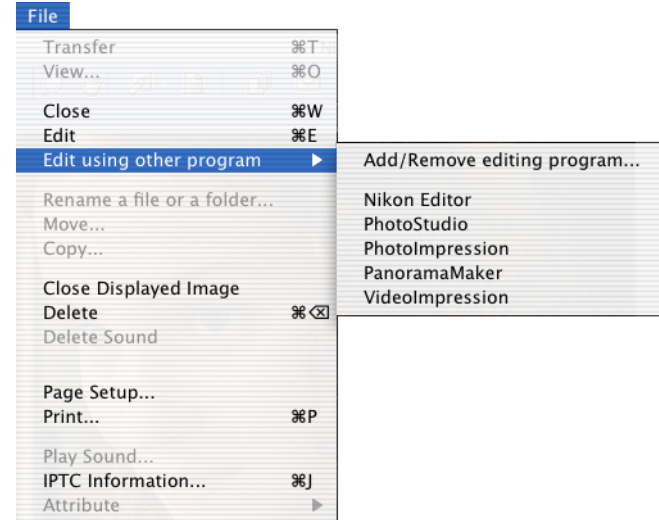 File
Transfer ⌘T
View... ⌘O
Close ⌘W
Edit ⌘E
Edit using other program ▶
Add/Remove editing program...
Nikon Editor
PhotoStudio
PhotoImpression
PanoramaMaker
VideoImpression
Rename a file or a folder...
Move...
Copy...
Close Displayed Image
Delete ⌘⌫
Delete Sound
Page Setup...
Print... ⌘P
Play Sound...
IPTC Information... ⌘J
Attribute ▶